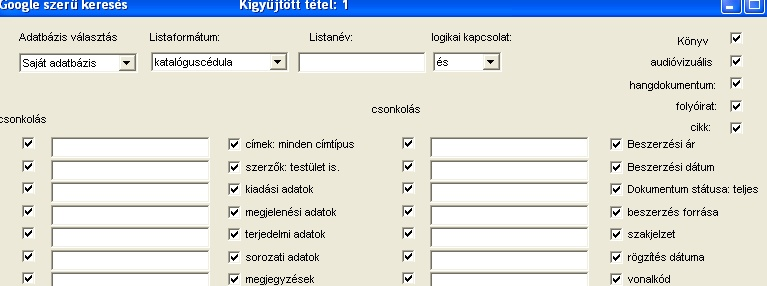 Google szerű keresés Kigyűjtött tétel: 1
Adatbázis választás Listaformátum: Listanév: logikai kapcsolat:
Saját adatbázis katalóguscédula és
Könyv
audióvizuális
hangdokumentum:
folyóirat:
cikk:
csonkolás
csonkolás
címek: minden címtípus Beszerzési ár
szerzők: testület is. Beszerzési dátum
kiadási adatok Dokumentum státusa: teljes
megjelenési adatok beszerzés forrása
terjedelmi adatok szakjelzet
sorozati adatok rögzítés dátuma
megjegyzések vonalkód